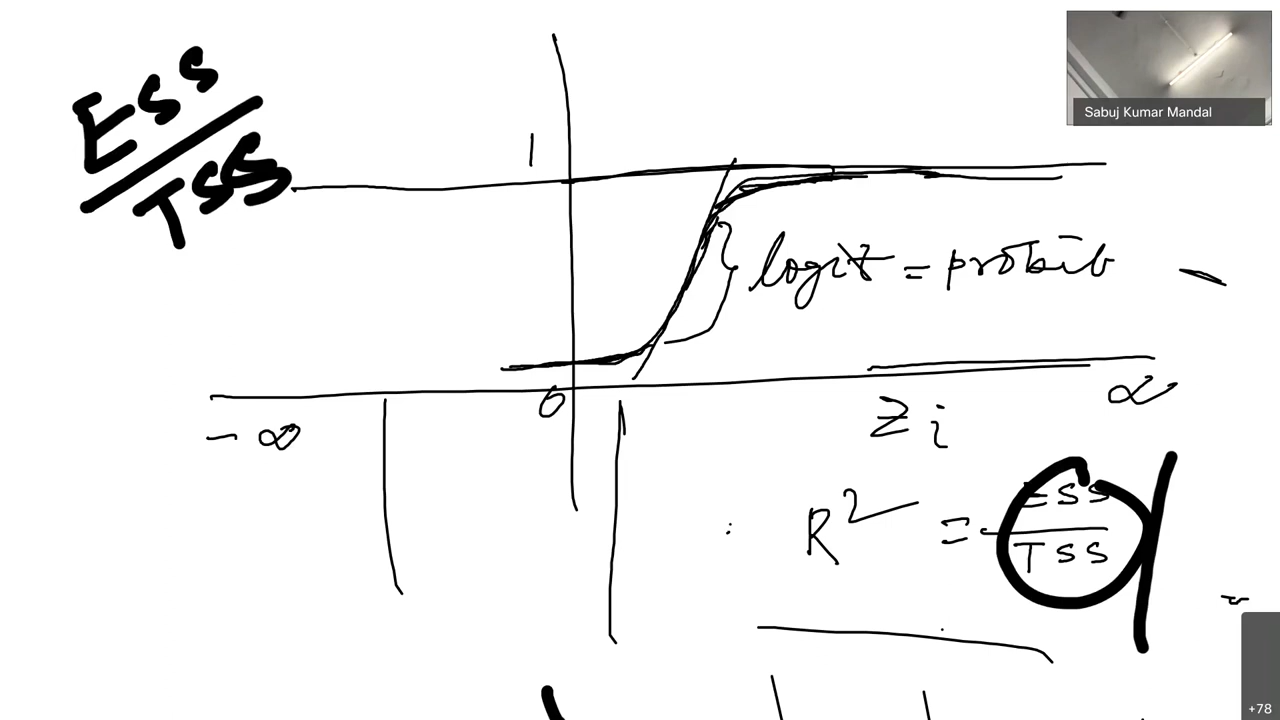 ESS
TSS
Sabuj Kumar Mandal
1
logit = probit
0
- ∞
∞
Zi
R² = ESS
TSS
+78